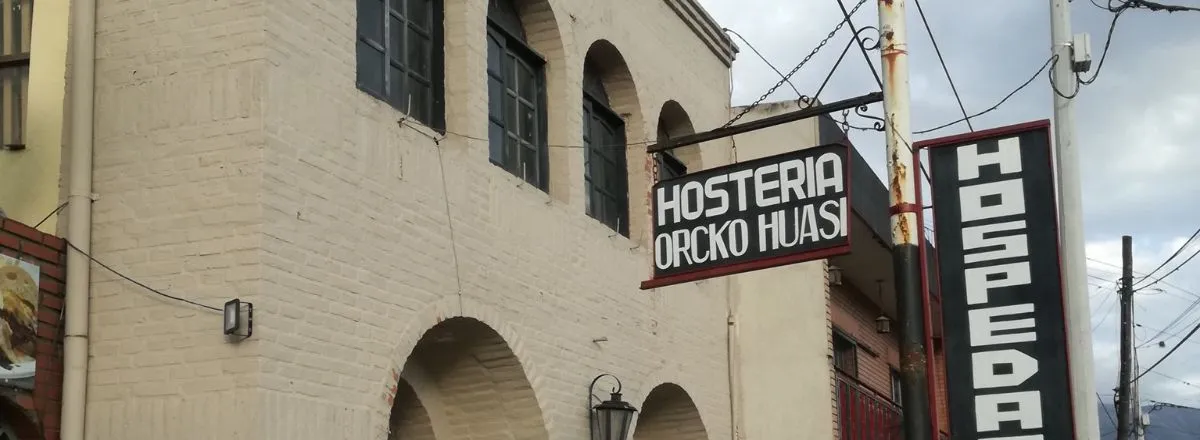 HOSTERIA
ORCKO HUASI
HOSPEDA